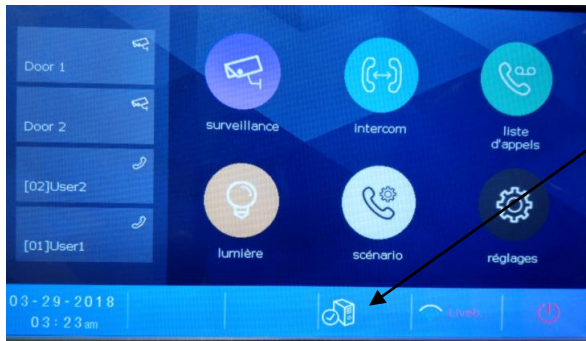 Door 1
Door 2
[02]User2
[01]User1
surveillance
intercom
liste
d'appels
lumière
scénario
réglages
03-29-2018
03:23am